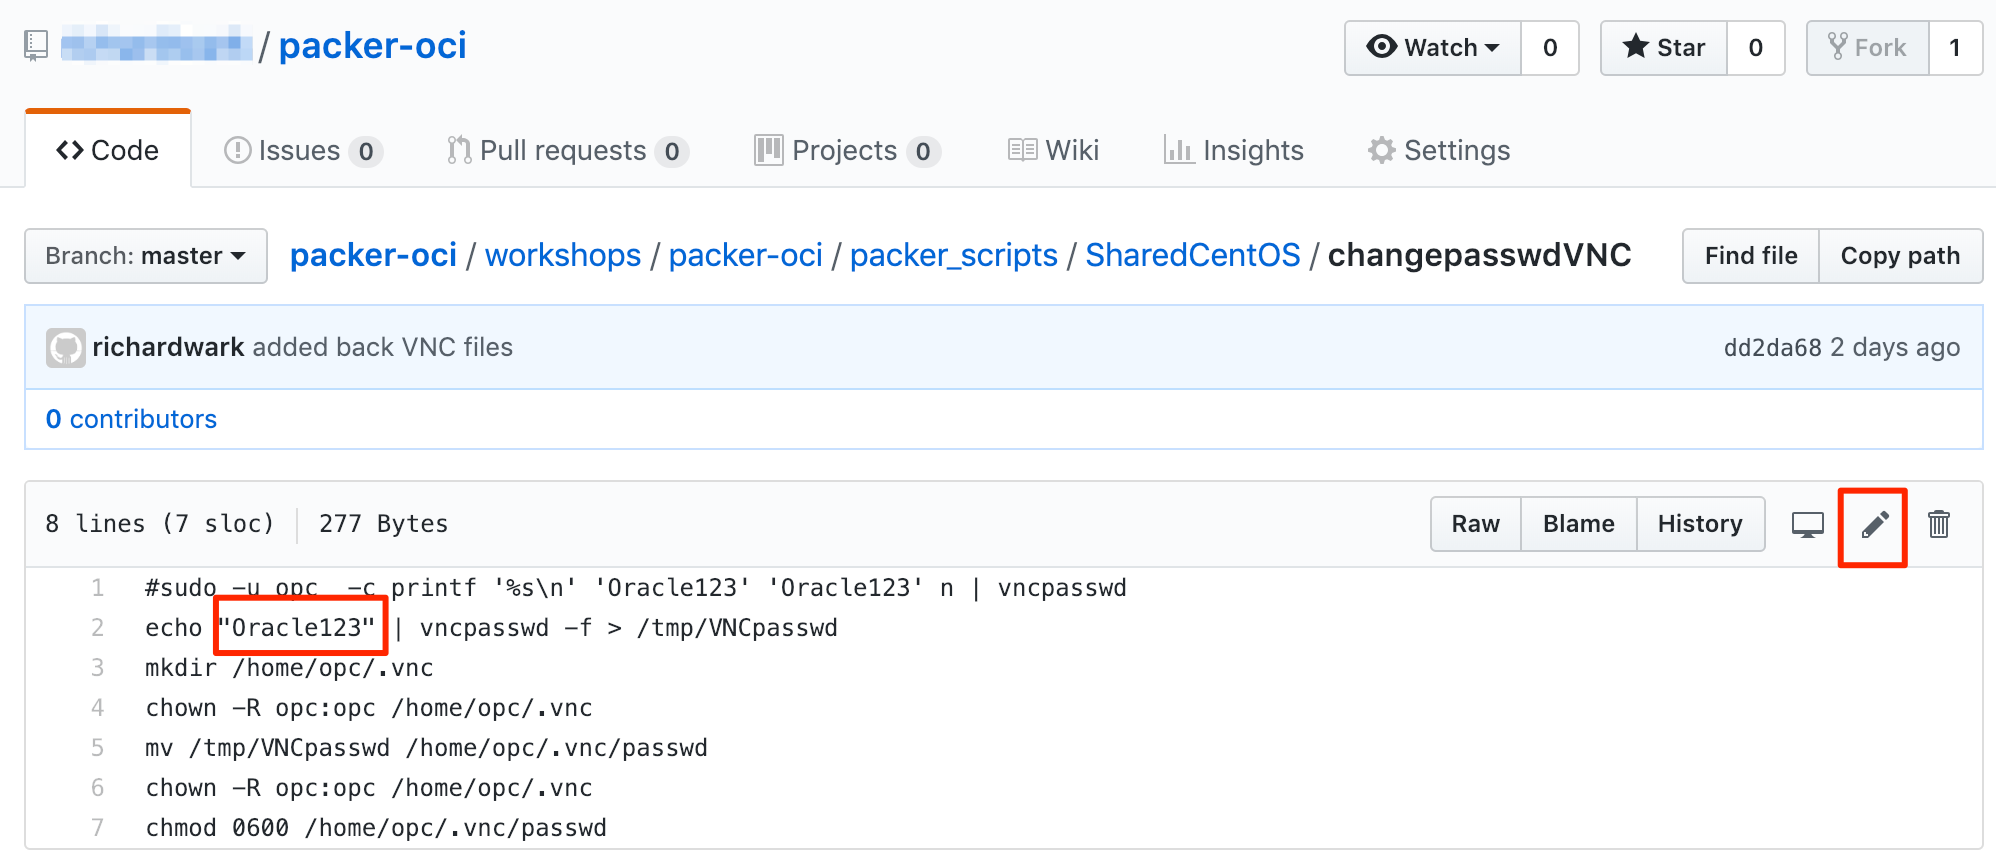 / packer-oci
Watch 0 Star 0 Fork 1
Code Issues 0 Pull requests 0 Projects 0 Wiki Insights Settings
Branch: master packer-oci / workshops / packer-oci / packer_scripts / SharedCentOS / changepasswdVNC Find file Copy path
richardwark added back VNC files dd2da68 2 days ago
0 contributors
8 lines (7 sloc) 277 Bytes Raw Blame History
1 #sudo -u opc  -c printf '%s\n' 'Oracle123' 'Oracle123' n | vncpasswd
2 echo "Oracle123" | vncpasswd -f > /tmp/VNCpasswd
3 mkdir /home/opc/.vnc
4 chown -R opc:opc /home/opc/.vnc
5 mv /tmp/VNCpasswd /home/opc/.vnc/passwd
6 chown -R opc:opc /home/opc/.vnc
7 chmod 0600 /home/opc/.vnc/passwd